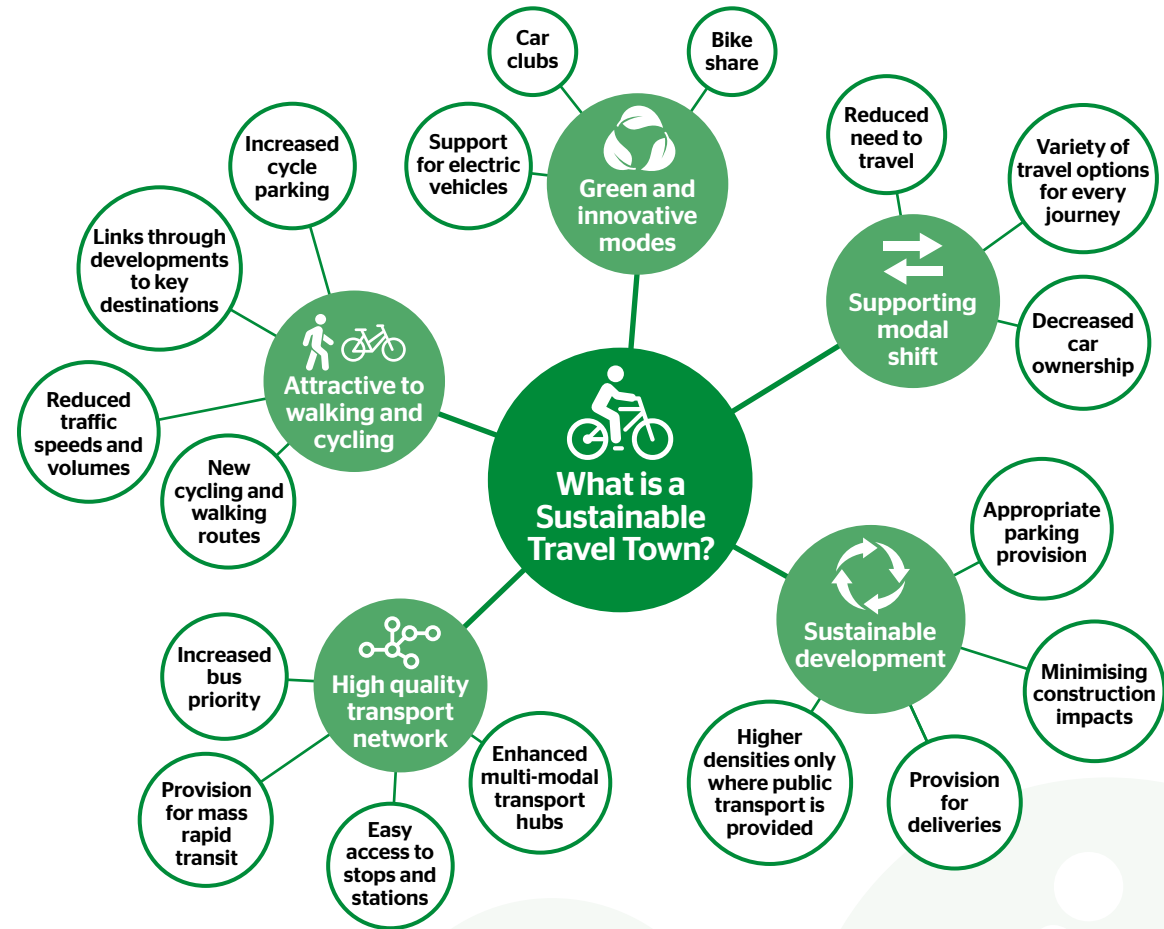 What is a
Sustainable
Travel Town?
Green and
innovative
modes
Car
clubs
Bike
share
Support
for electric
vehicles
Supporting
modal
shift
Reduced
need to
travel
Variety of
travel options
for every
journey
Decreased
car
ownership
Sustainable
development
Appropriate
parking
provision
Minimising
construction
impacts
Provision
for
deliveries
Higher
densities only
where public
transport is
provided
High quality
transport
network
Enhanced
multi-modal
transport
hubs
Easy
access to
stops and
stations
Provision
for mass
rapid
transit
Increased
bus
priority
Attractive to
walking and
cycling
New
cycling and
walking
routes
Reduced
traffic
speeds and
volumes
Links through
developments
to key
destinations
Increased
cycle
parking